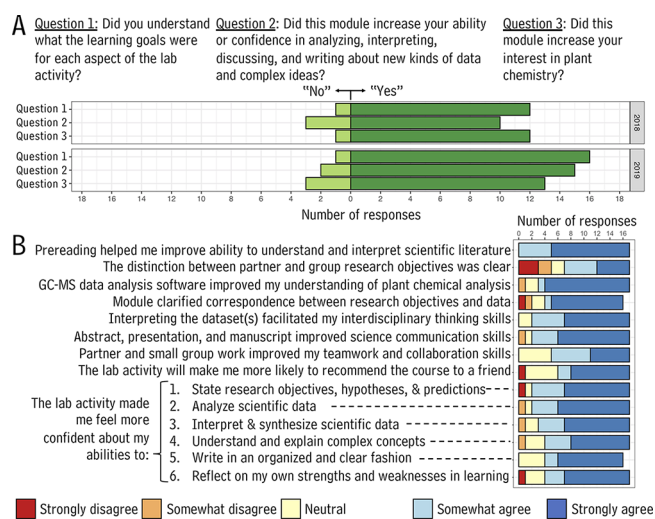 A
Question 1: Did you understand
what the learning goals were
for each aspect of the lab
activity?
Question 2: Did this module increase your ability
or confidence in analyzing, interpreting,
discussing, and writing about new kinds of data
and complex ideas?
Question 3: Did this
module increase your
interest in plant
chemistry?
"No" "Yes"
Question 1
Question 2
Question 3
2018
Question 1
Question 2
Question 3
2019
18 16 14 12 10 8 6 4 2 0 2 4 6 8 10 12 14 16 18
Number of responses
B
Number of responses
0 2 4 6 8 10 12 14 16
Prereading helped me improve ability to understand and interpret scientific literature
The distinction between partner and group research objectives was clear
GC-MS data analysis software improved my understanding of plant chemical analysis
Module clarified correspondence between research objectives and data
Interpreting the dataset(s) facilitated my interdisciplinary thinking skills
Abstract, presentation, and manuscript improved science communication skills
Partner and small group work improved my teamwork and collaboration skills
The lab activity will make me more likely to recommend the course to a friend
The lab activity made
me feel more
confident about my
abilities to:
1. State research objectives, hypotheses, & predictions
2. Analyze scientific data
3. Interpret & synthesize scientific data
4. Understand and explain complex concepts
5. Write in an organized and clear fashion
6. Reflect on my own strengths and weaknesses in learning
Strongly disagree
Somewhat disagree
Neutral
Somewhat agree
Strongly agree